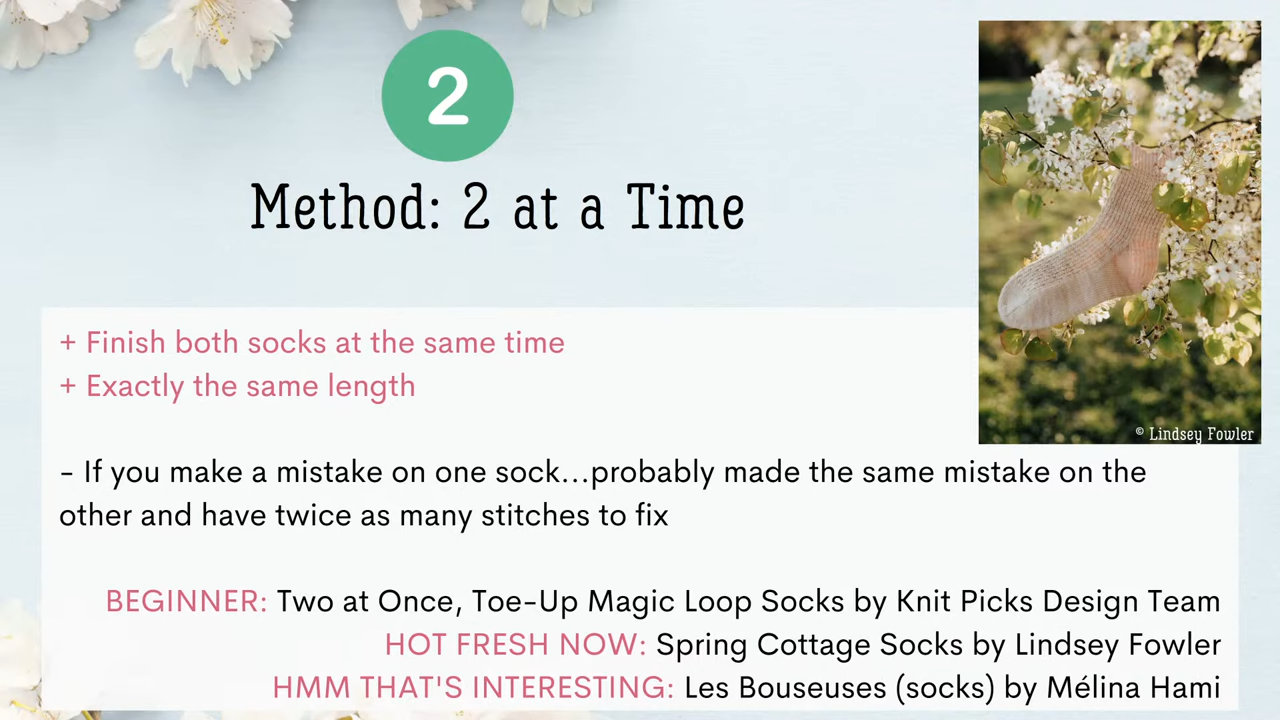 2
Method: 2 at a Time
+ Finish both socks at the same time
+ Exactly the same length
© Lindsey Fowler
- If you make a mistake on one sock...probably made the same mistake on the
other and have twice as many stitches to fix
BEGINNER: Two at Once, Toe-Up Magic Loop Socks by Knit Picks Design Team
HOT FRESH NOW: Spring Cottage Socks by Lindsey Fowler
HMM THAT'S INTERESTING: Les Bouseuses (socks) by Mélina Hami